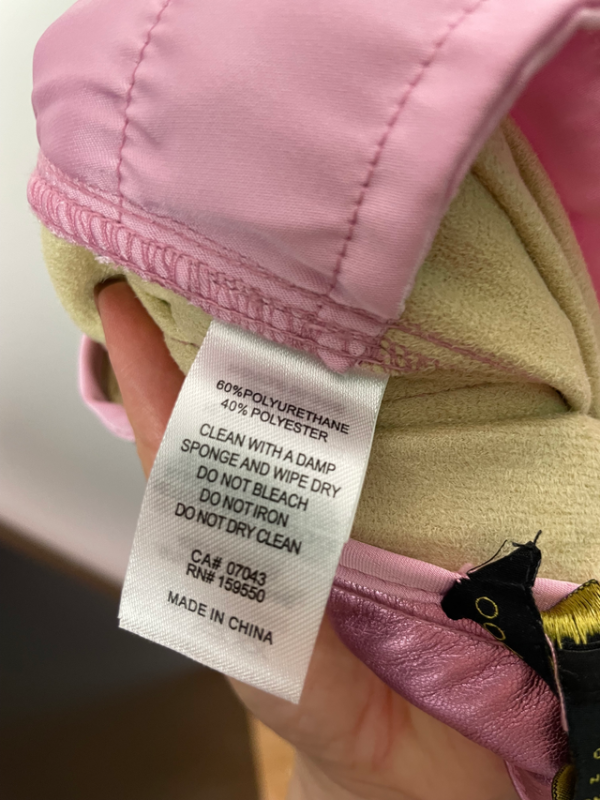 60%POLYURETHANE
40% POLYESTER
CLEAN WITH A DAMP
SPONGE AND WIPE DRY
DO NOT BLEACH
DO NOT IRON
DO NOT DRY CLEAN
CA# 07043
RN# 159550
MADE IN CHINA